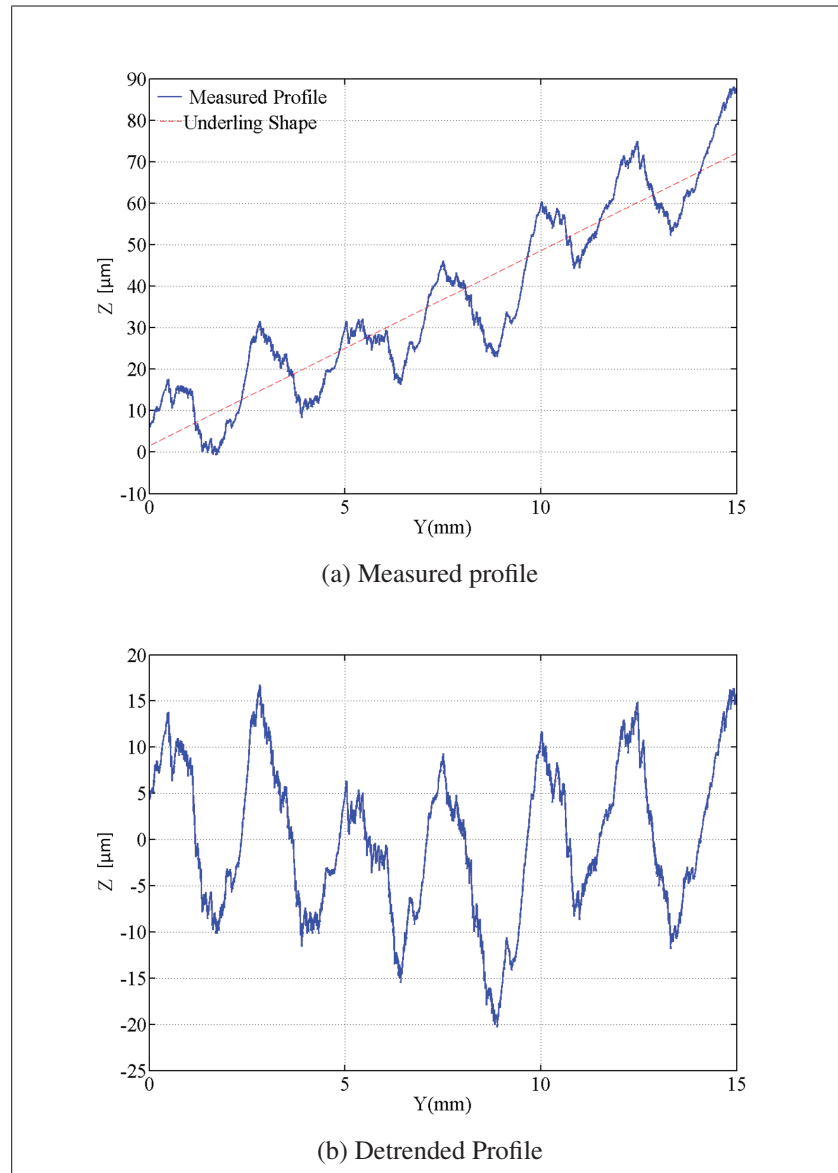 90
80
70
60
50
40
30
20
10
0
-10
Z [µm]
Measured Profile
Underling Shape
0 5 10 15
Y(mm)
(a) Measured profile
20
15
10
5
0
-5
-10
-15
-20
-25
Z [µm]
0 5 10 15
Y(mm)
(b) Detrended Profile